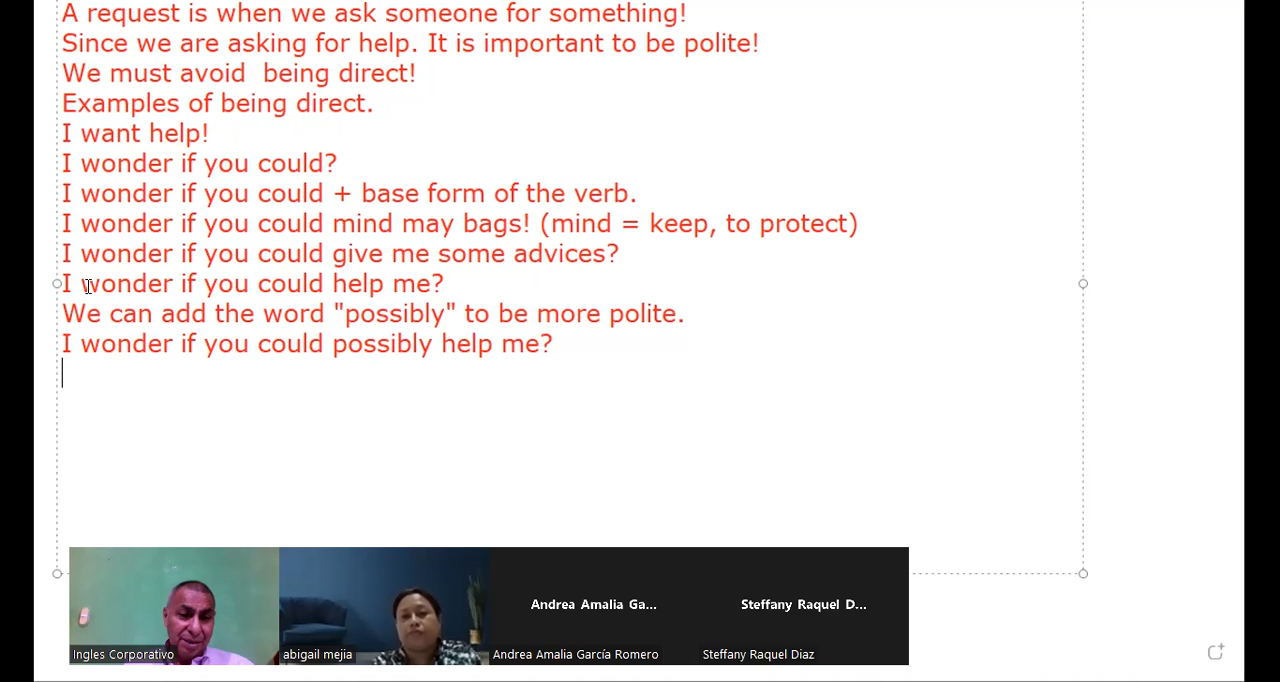 A request is when we ask someone for something!
Since we are asking for help. It is important to be polite!
We must avoid  being direct!
Examples of being direct.
I want help!
I wonder if you could?
I wonder if you could + base form of the verb.
I wonder if you could mind may bags! (mind = keep, to protect)
I wonder if you could give me some advices?
I wonder if you could help me?
We can add the word "possibly" to be more polite.
I wonder if you could possibly help me?
Andrea Amalia Ga...
Steffany Raquel D...
Ingles Corporativo
abigail mejia
Andrea Amalia García Romero
Steffany Raquel Diaz